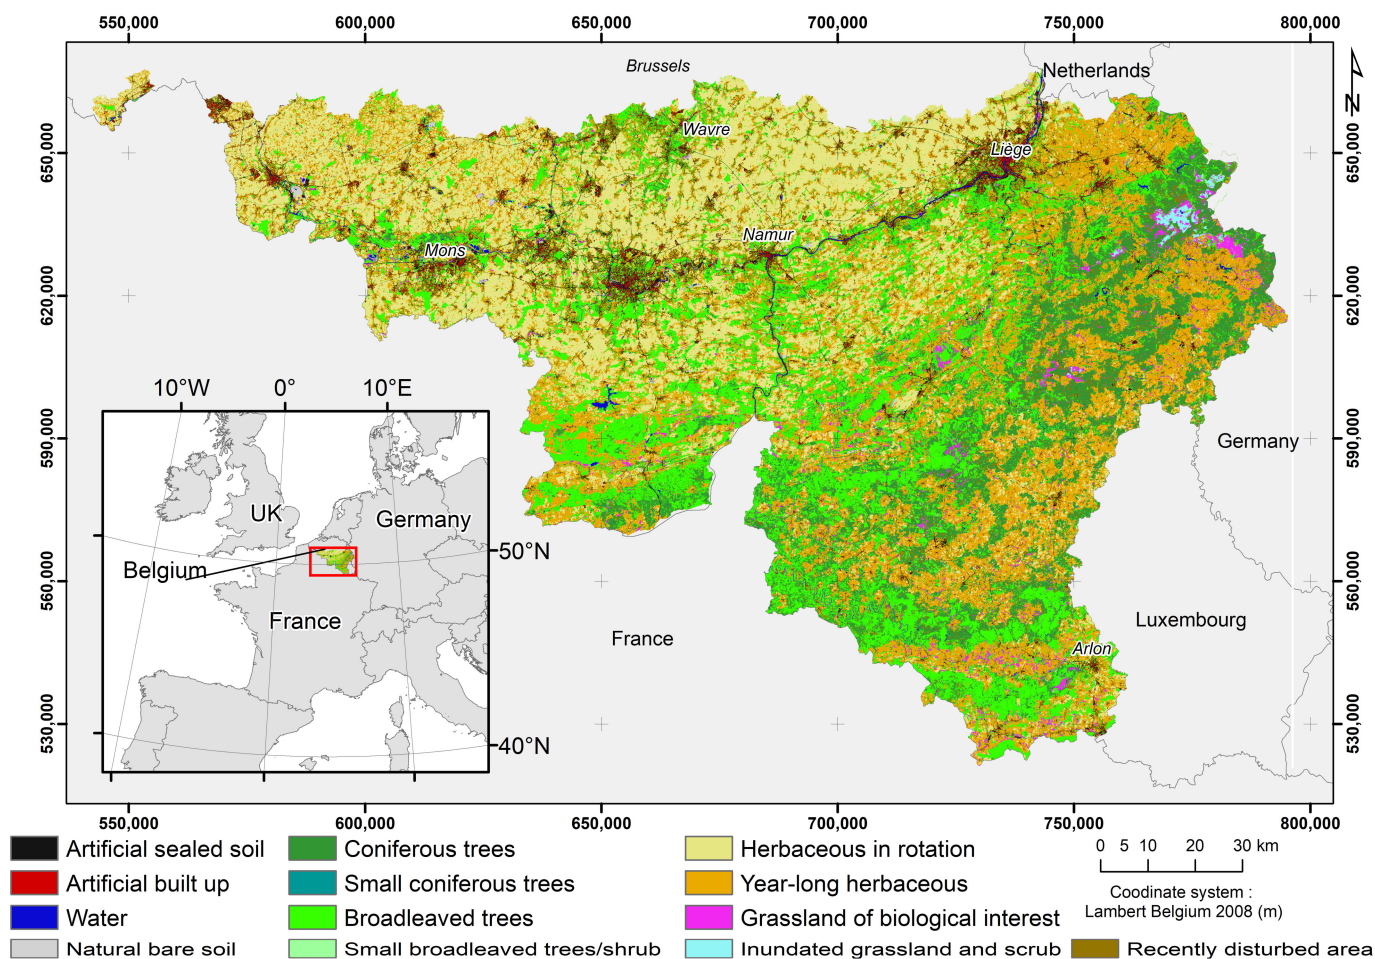 550,000 600,000 650,000 700,000 750,000 800,000
Brussels
Netherlands
N
650,000
650,000
Wavre
Liège
Mons
Namur
620,000
620,000
10°W 0° 10°E
590,000
590,000
Germany
UK
Germany
50°N
Belgium
560,000
560,000
France
France
Luxembourg
Arlon
530,000
530,000
40°N
550,000 600,000 650,000 700,000 750,000 800,000
Artificial sealed soil
Coniferous trees
Herbaceous in rotation
0 5 10 20 30 km
Artificial built up
Small coniferous trees
Year-long herbaceous
Coodinate system :
Lambert Belgium 2008 (m)
Water
Broadleaved trees
Grassland of biological interest
Natural bare soil
Small broadleaved trees/shrub
Inundated grassland and scrub
Recently disturbed area